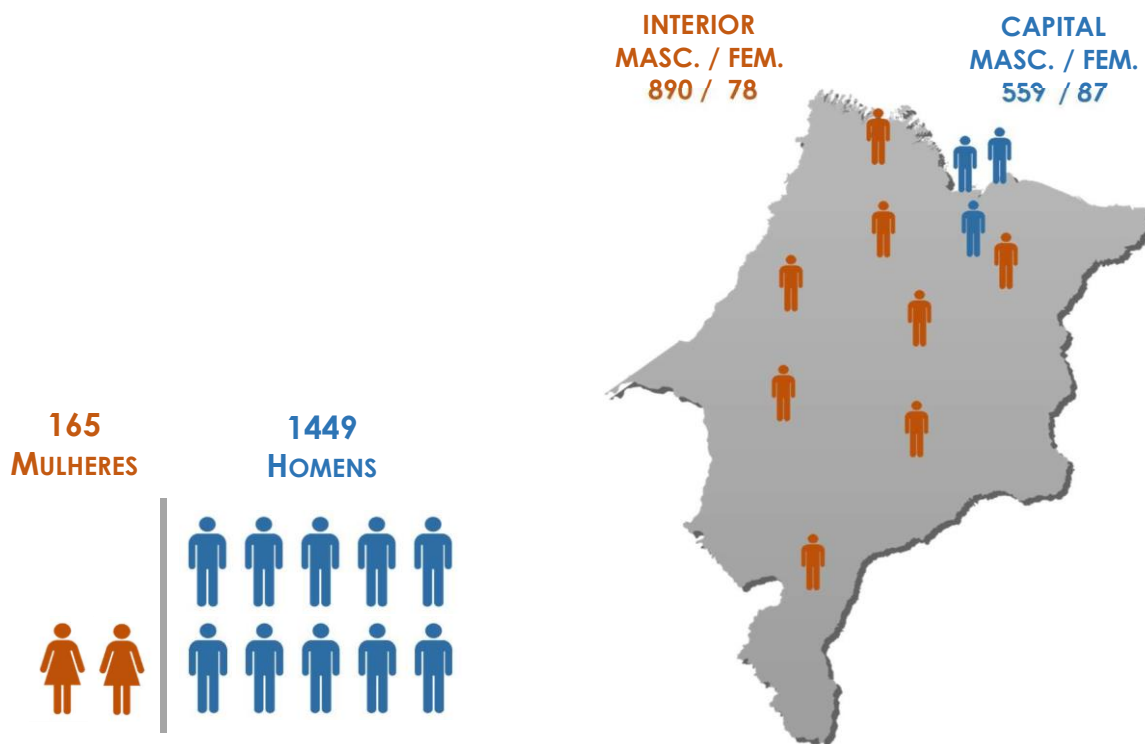 INTERIOR
MASC. / FEM.
890 / 78
CAPITAL
MASC. / FEM.
559 / 87
165
MULHERES
1449
HOMENS